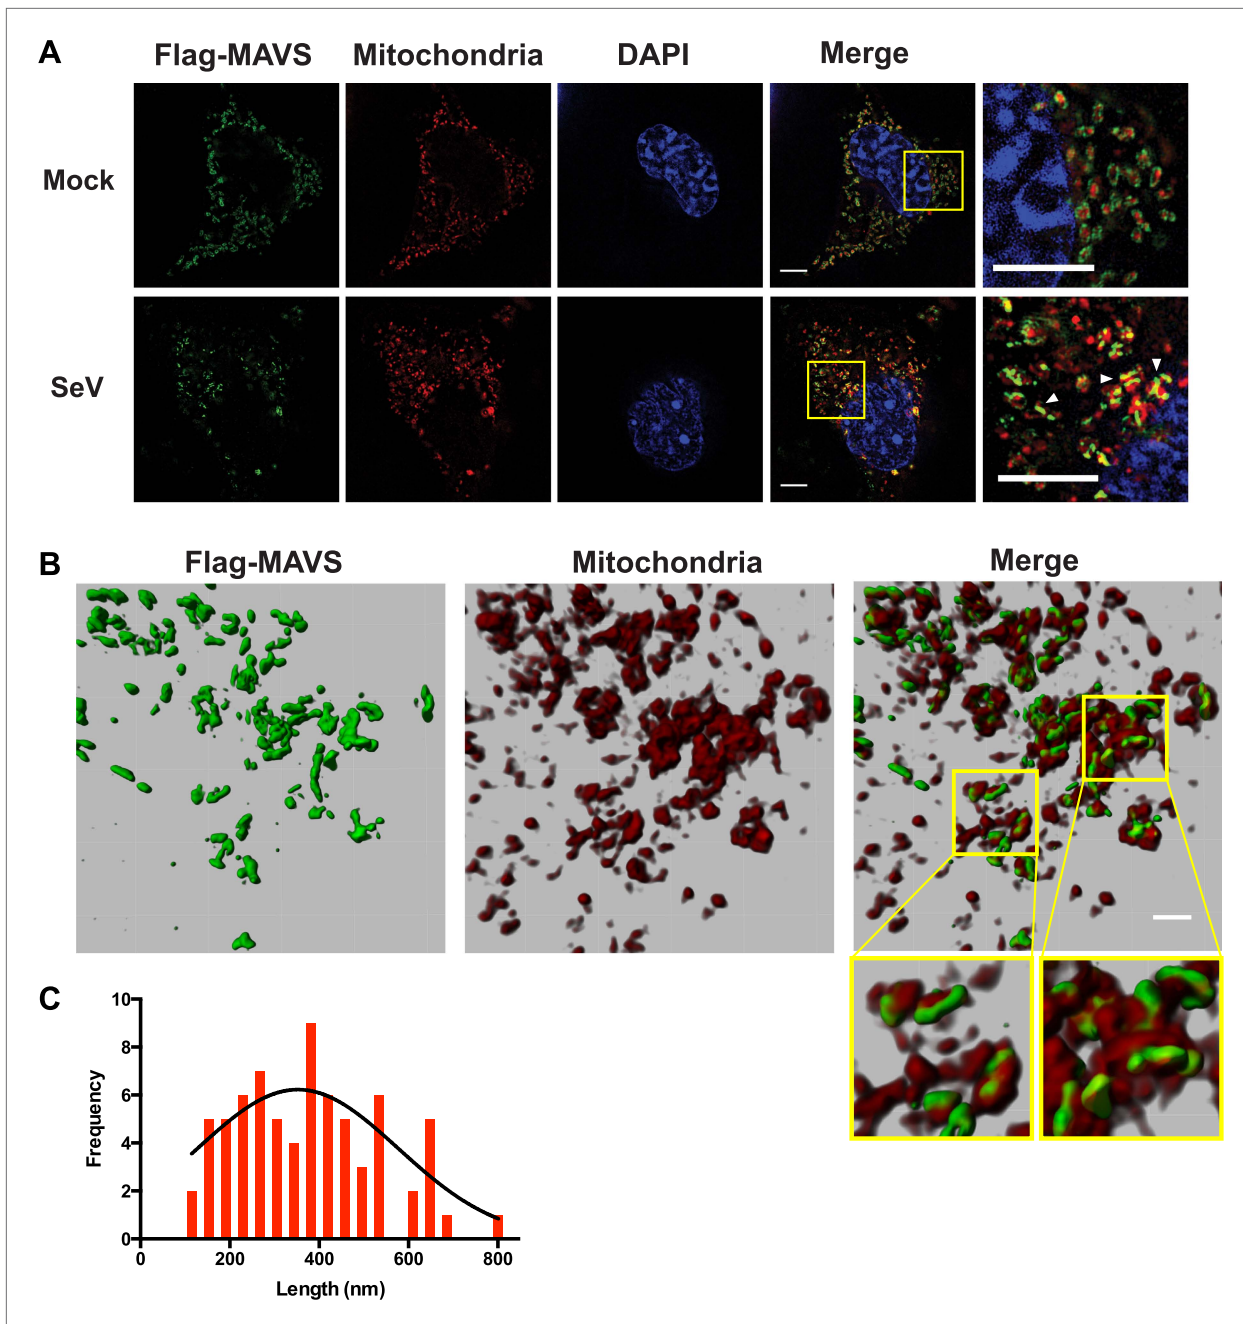 A
Flag-MAVS Mitochondria DAPI Merge
Mock
SeV
B
Flag-MAVS Mitochondria Merge
C
10
8
6
4
2
0
Frequency
0 200 400 600 800
Length (nm)